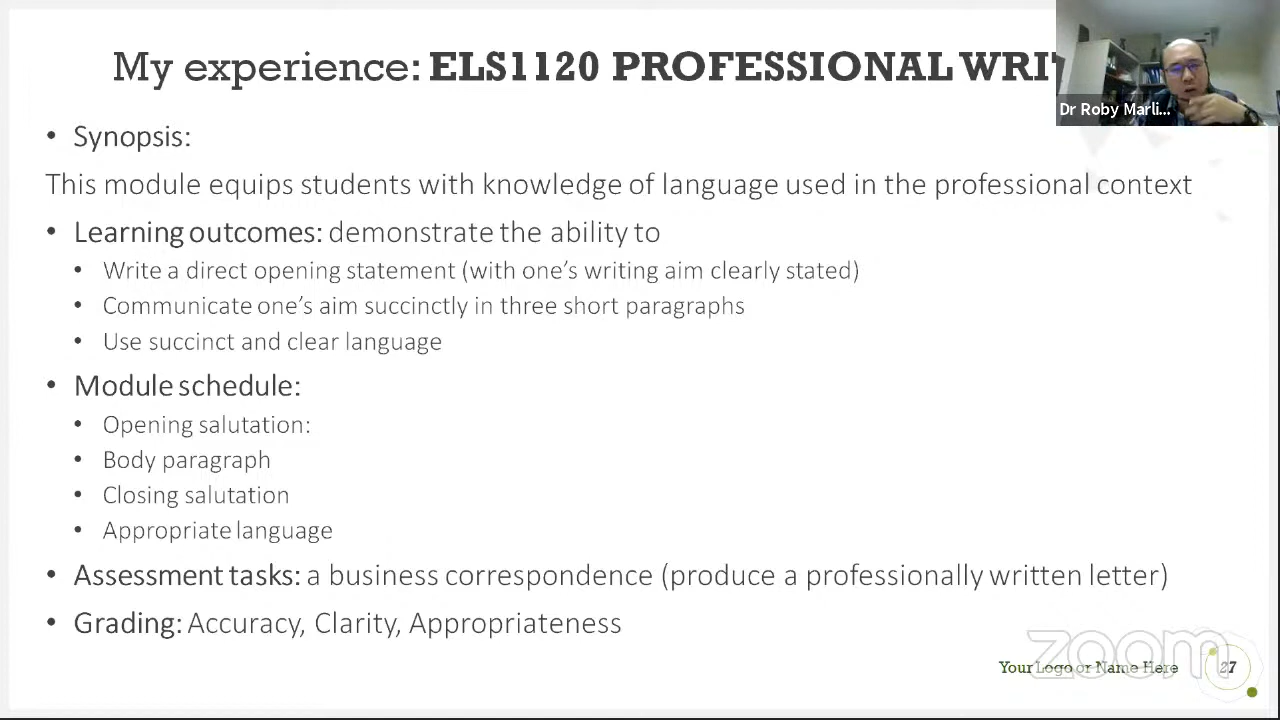 My experience: ELS1120 PROFESSIONAL WRIT
Dr Roby Marli...
• Synopsis:
This module equips students with knowledge of language used in the professional context
• Learning outcomes: demonstrate the ability to
• Write a direct opening statement (with one’s writing aim clearly stated)
• Communicate one’s aim succinctly in three short paragraphs
• Use succinct and clear language
• Module schedule:
• Opening salutation:
• Body paragraph
• Closing salutation
• Appropriate language
• Assessment tasks: a business correspondence (produce a professionally written letter)
• Grading: Accuracy, Clarity, Appropriateness
zoom
Your Logo or Name Here
27